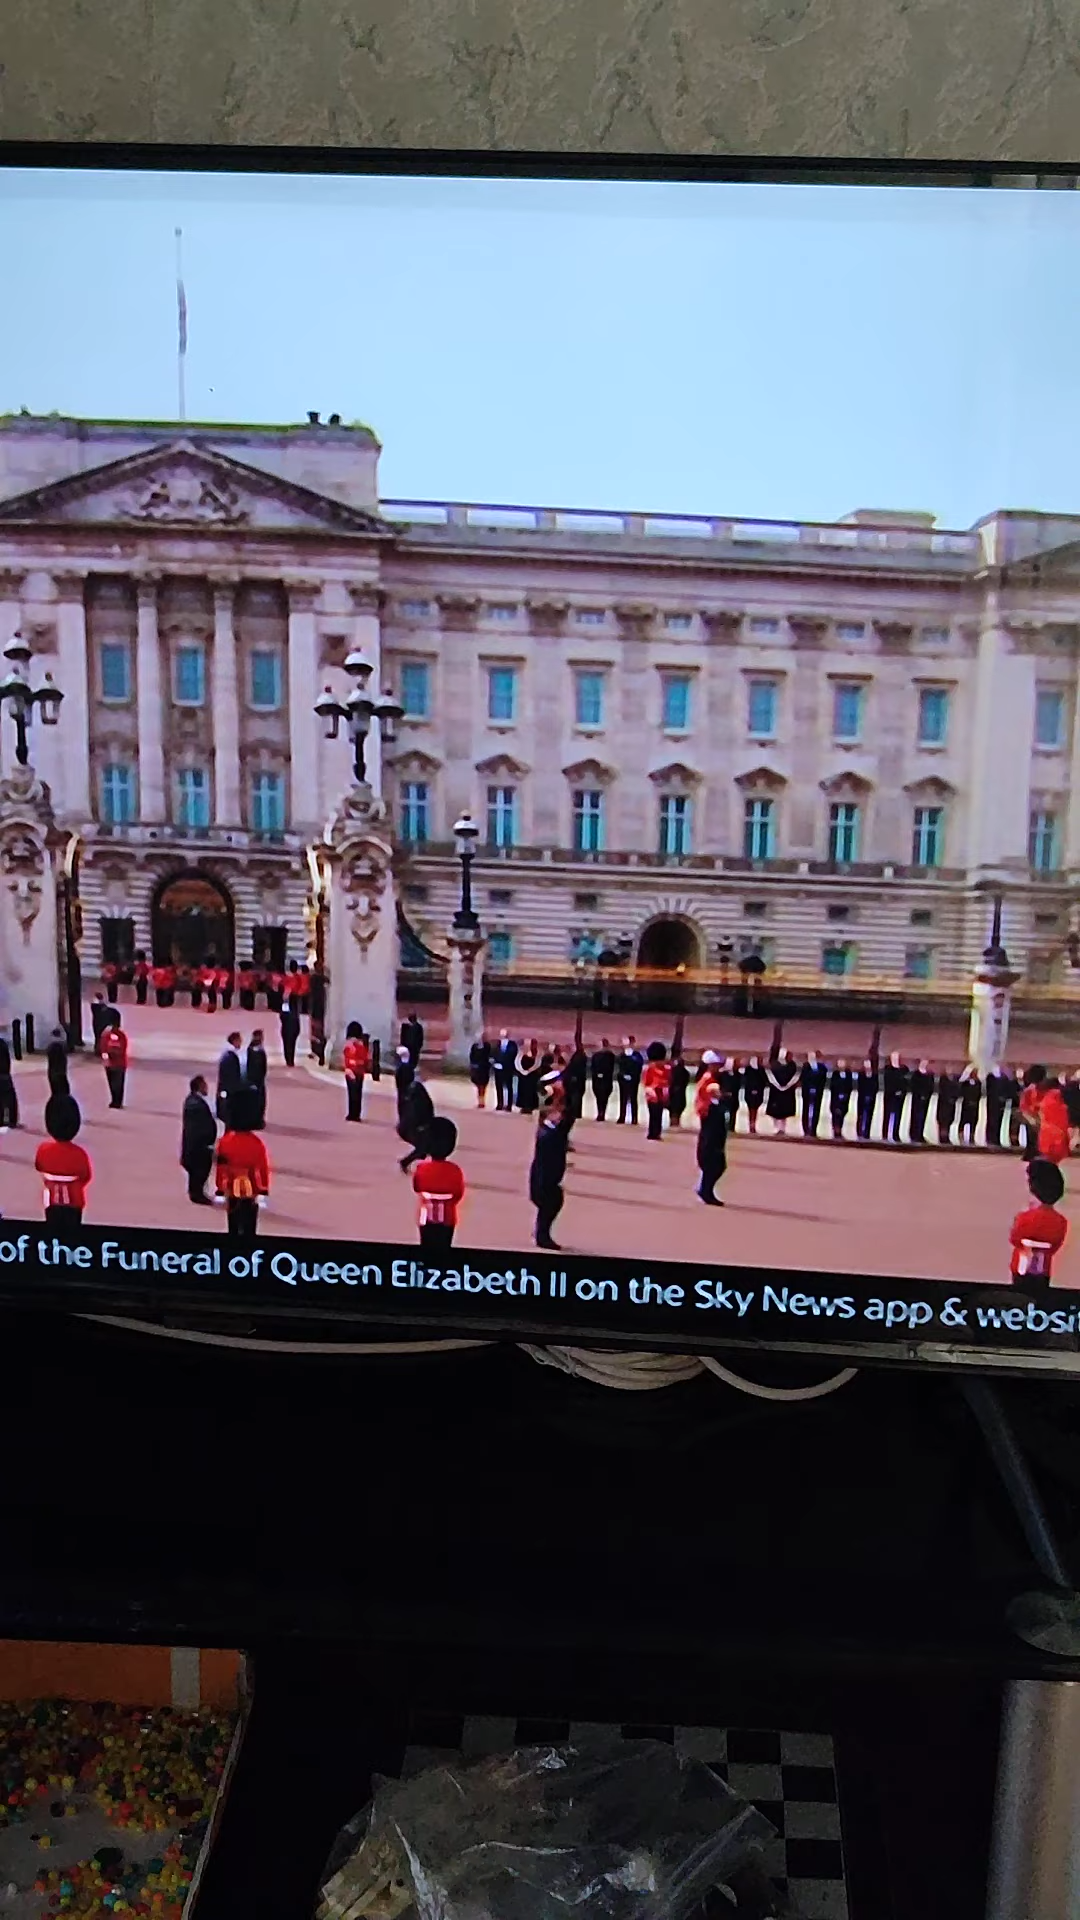 of the Funeral of Queen Elizabeth II on the Sky News app &